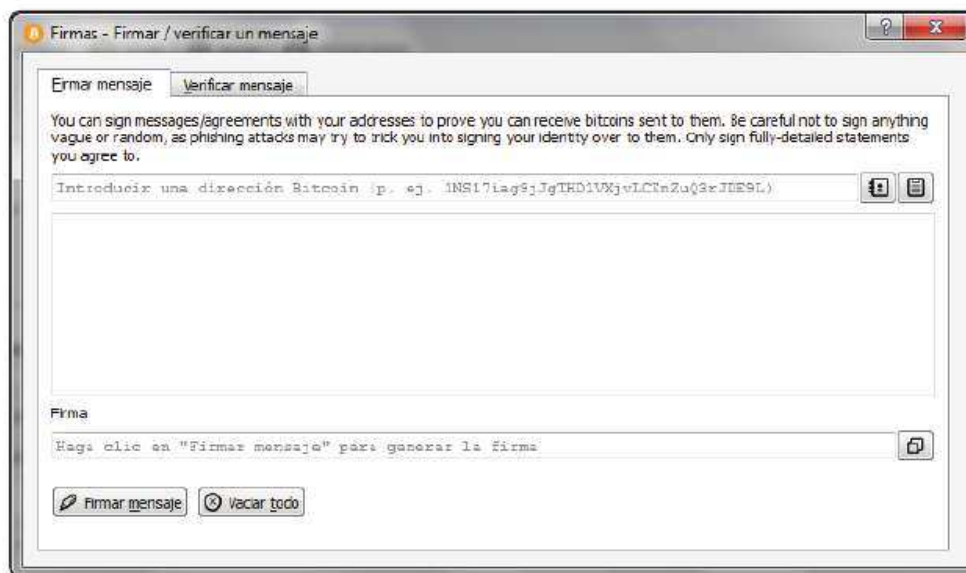 Firmas - Firmar / verificar un mensaje
Firmar mensaje
Verificar mensaje
You can sign messages/agreements with your addresses to prove you can receive bitcoins sent to them. Be careful not to sign anything
vague or random, as phishing attacks may try to trick you into signing your identity over to them. Only sign fully-detailed statements
you agree to.
Introducir una dirección Bitcoin (p. ej.
Firma
Haga clic en "Firmar mensaje" para generar la firma
Firmar mensaje
Vaciar todo